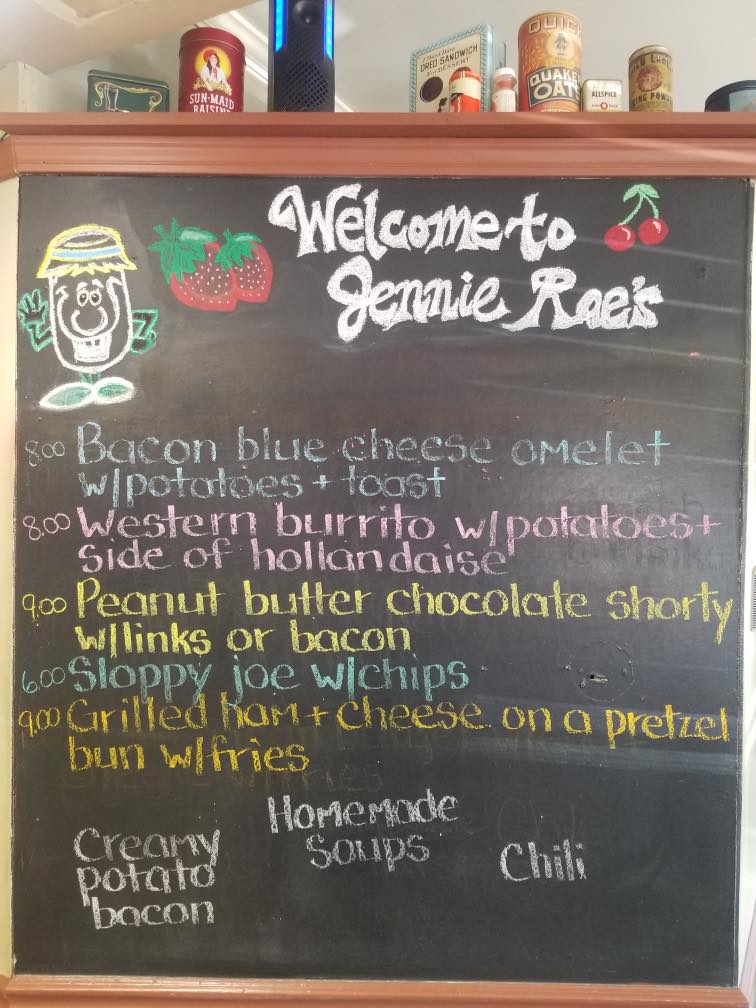 SUN-MAID
RAISINS
OREO SANDWICH
FOR DESSERT
QUICK
QUAKER
OATS
ALLSPICE
Welcome to
Jennie Rae's
8.00 Bacon blue cheese omelet
w/potatoes + toast
8.00 Western burrito w/potatoes +
side of hollandaise
9.00 Peanut butter chocolate shorty
w/links or bacon
6.00 Sloppy joe w/chips
9.00 Grilled ham + cheese on a pretzel
bun w/fries
Homemade
Soups
Creamy
potato
bacon
Chili